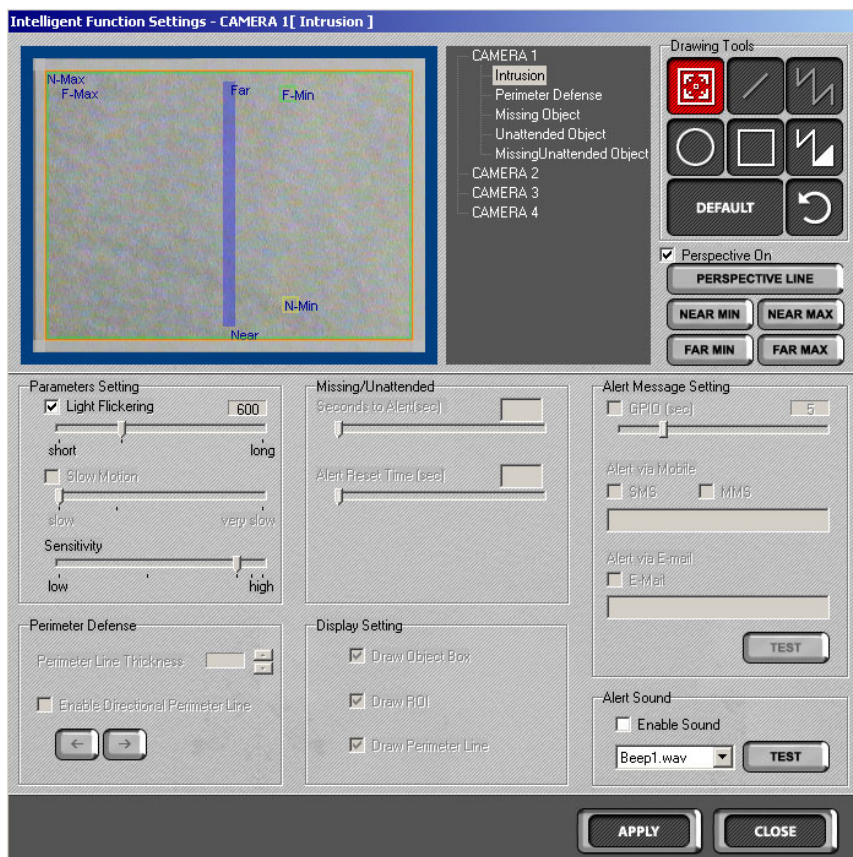 Intelligent Function Settings - CAMERA 1[ Intrusion ]
N-Max
F-Max
Far
F-Min
N-Min
Near
CAMERA 1
Intrusion
Perimeter Defense
Missing Object
Unattended Object
MissingUnattended Object
CAMERA 2
CAMERA 3
CAMERA 4
Drawing Tools
DEFAULT
Perspective On
PERSPECTIVE LINE
NEAR MIN NEAR MAX
FAR MIN FAR MAX
Parameters Setting
Light Flickering 600
short long
Slow Motion
slow very slow
Sensitivity
low high
Missing/Unattended
Seconds to Alert(sec)
Alert Reset Time (sec)
Alert Message Setting
GPIO (sec) 5
Alert via Mobile
SMS MMS
Alert via E-mail
E-Mail
TEST
Perimeter Defense
Perimeter Line Thickness
Enable Directional Perimeter Line
Display Setting
Draw Object Box
Draw ROI
Draw Perimeter Line
Alert Sound
Enable Sound
Beep1.wav TEST
APPLY CLOSE